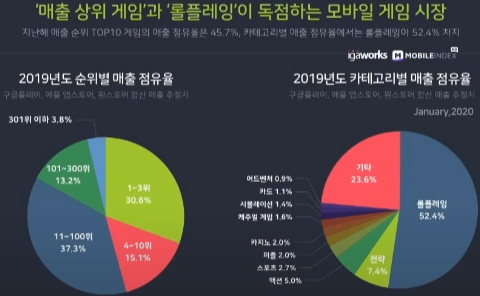 '매출 상위 게임'과 '롤플레잉'이 독점하는 모바일 게임 시장
지난해 매출 순위 TOP10 게임의 매출 점유율은 45.7%, 카테고리별 매출 점유율에서는 롤플레잉이 52.4% 차지
igaworks M MOBILEINDEX
2019년도 순위별 매출 점유율
구글플레이, 애플 앱스토어, 원스토어 합산 매출 추정치
301위 이하 3.8%
101~300위
13.2%
1~3위
30.6%
11~100위
37.3%
4~10위
15.1%
2019년도 카테고리별 매출 점유율
구글플레이, 애플 앱스토어, 원스토어 합산 매출 추정치
January,2020
기타
23.6%
어드벤처 0.9%
카드 1.1%
시뮬레이션 1.4%
캐주얼 게임 1.6%
카지노 2.0%
퍼즐 2.0%
스포츠 2.7%
액션 5.0%
전략
7.4%
롤플레잉
52.4%